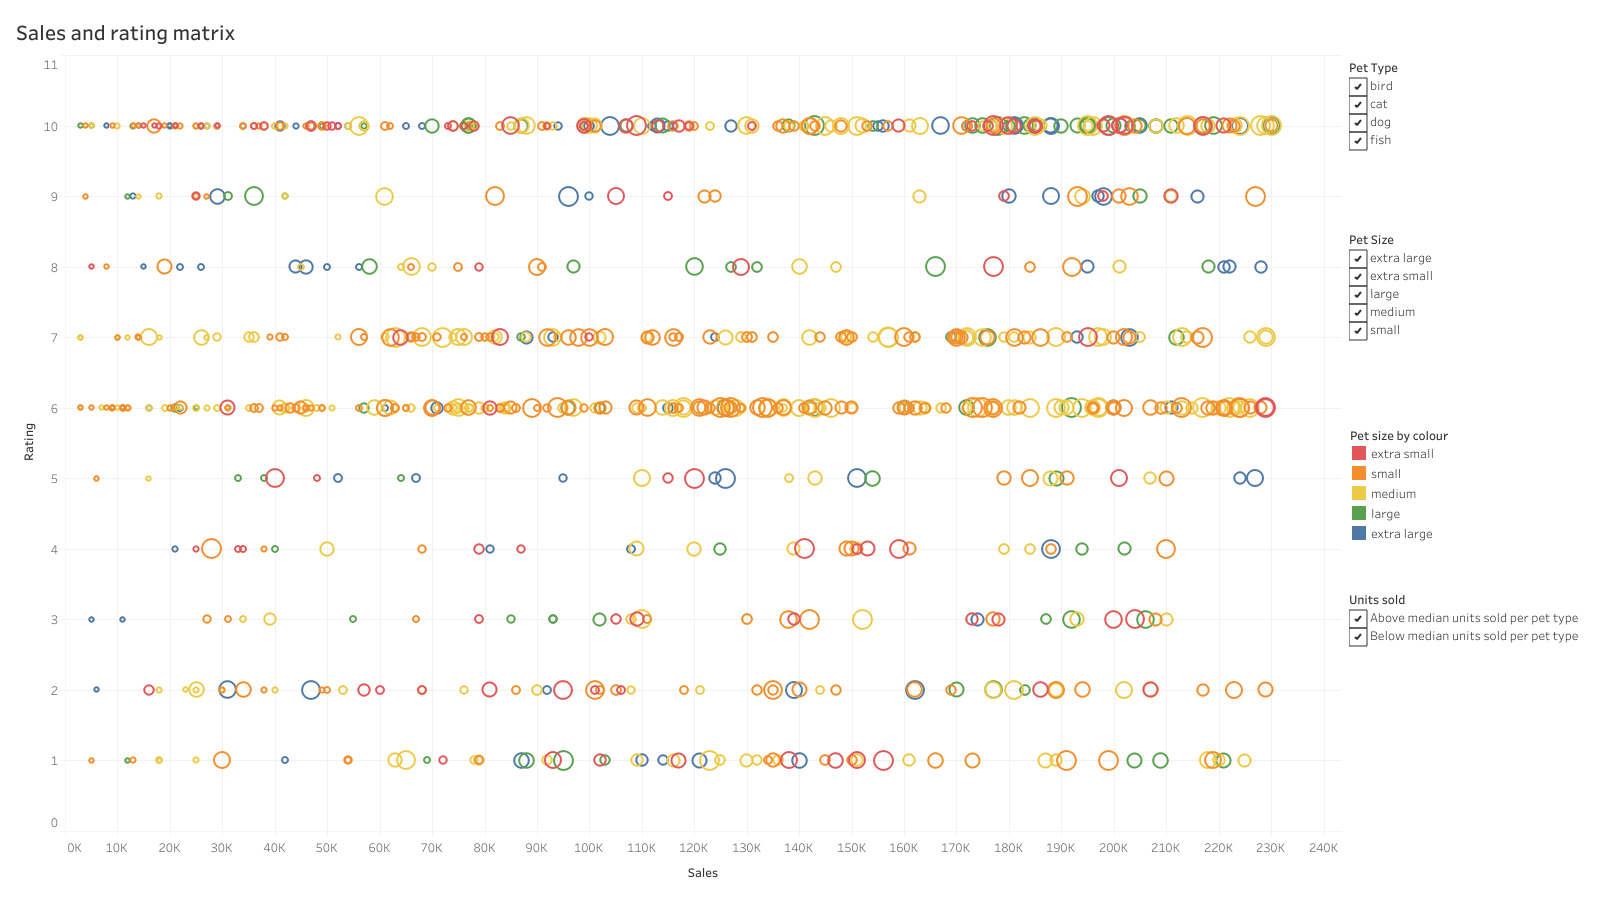 Sales and rating matrix
11
10
9
8
7
6
5
4
3
2
1
0
Rating
0K 10K 20K 30K 40K 50K 60K 70K 80K 90K 100K 110K 120K 130K 140K 150K 160K 170K 180K 190K 200K 210K 220K 230K 240K
Sales
Pet Type
bird
cat
dog
fish
Pet Size
extra large
extra small
large
medium
small
Pet size by colour
extra small
small
medium
large
extra large
Units sold
Above median units sold per pet type
Below median units sold per pet type